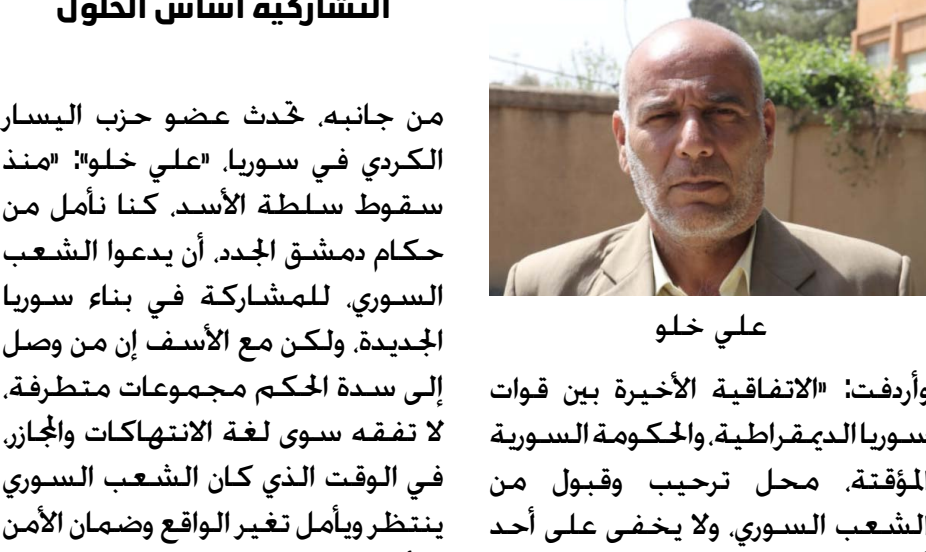 علي خلو
وأردفت: «الاتفاقية الأخيرة بين قوات
سوريا الديمقراطية، والحكومة السورية
المؤقتة، محل ترحيب وقبول من
الشعب السوري، ولا يخفى على أحد
التشاركية أساس الحلول
من جانبه، تحدث عضو حزب اليسار
الكردي في سوريا، «علي خلو»: «منذ
سقوط سلطة الأسد، كنا نأمل من
حكام دمشق الجدد، أن يدعوا الشعب
السوري، للمشاركة في بناء سوريا
الجديدة، ولكن مع الأسف إن من وصل
إلى سدة الحكم مجموعات متطرفة،
لا تفقه سوى لغة الانتهاكات والمجازر،
في الوقت الذي كان الشعب السوري
ينتظر ويأمل تغير الواقع وضمان الأمن